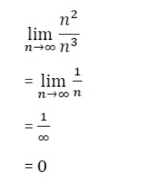 lim n→∞ n²/n³
= lim n→∞ 1/n
= 1/∞
= 0